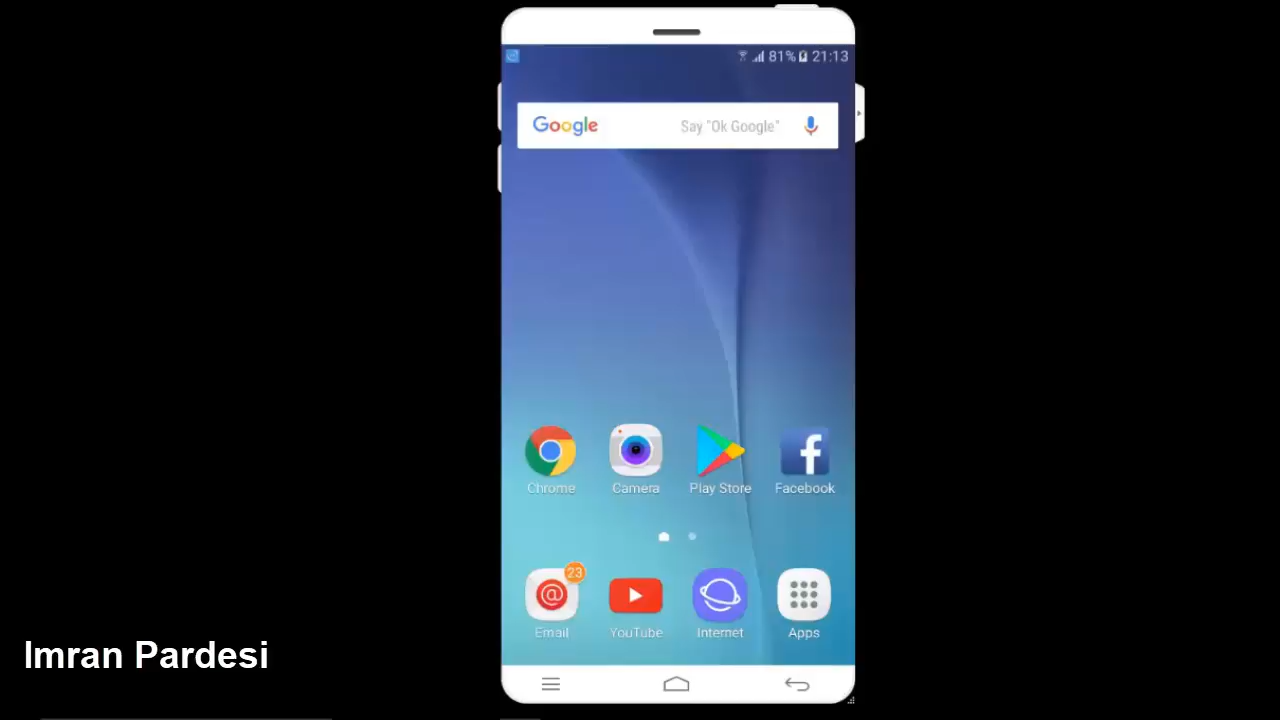 81% 21:13
Google Say "Ok Google"
Chrome Camera Play Store Facebook
23
Email YouTube Internet Apps
Imran Pardesi